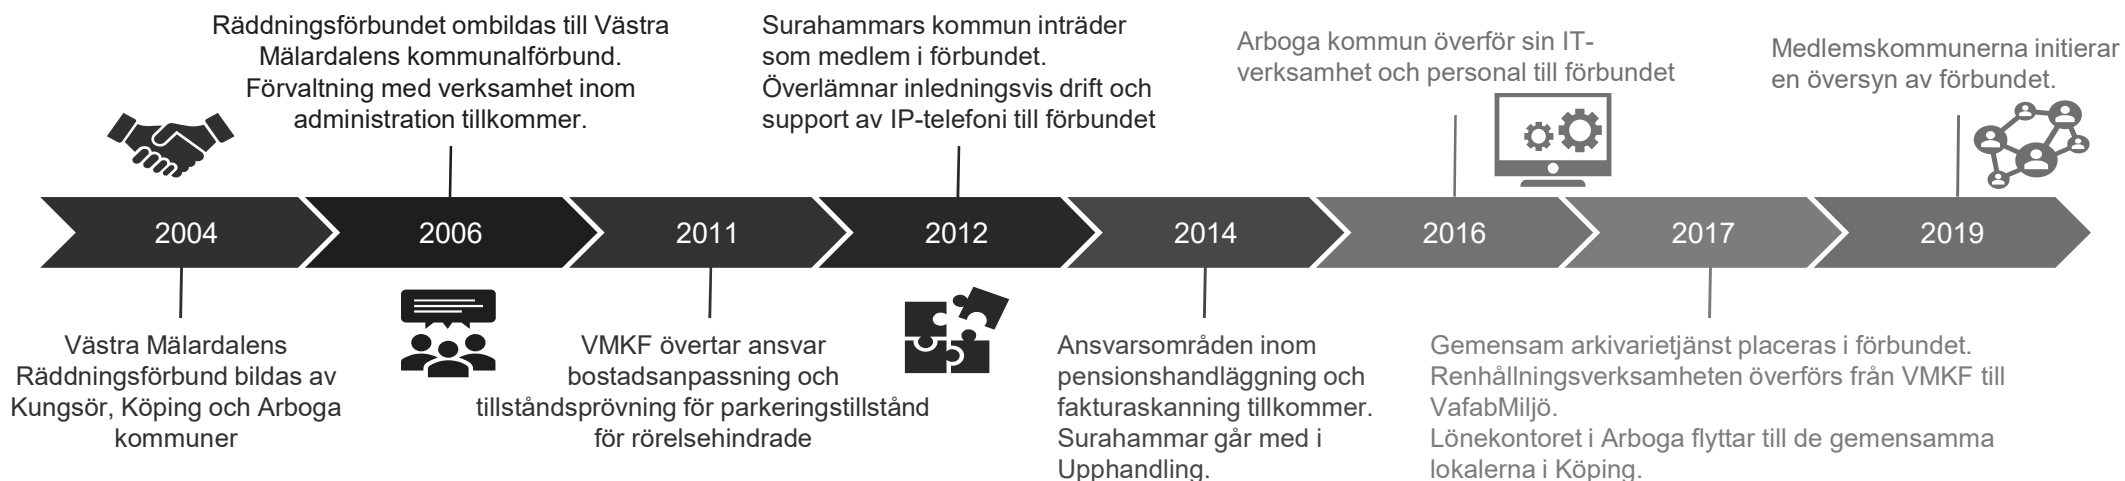 Räddningsförbundet ombildas till Västra
Mälardalens kommunalförbund.
Förvaltning med verksamhet inom
administration tillkommer.
Surahammars kommun inträder
som medlem i förbundet.
Överlämnar inledningsvis drift och
support av IP-telefoni till förbundet
Arboga kommun överför sin IT-
verksamhet och personal till förbundet
Medlemskommunerna initierar
en översyn av förbundet.
2004
2006
2011
2012
2014
2016
2017
2019
Västra Mälardalens
Räddningsförbund bildas av
Kungsör, Köping och Arboga
kommuner
VMKF övertar ansvar
bostadsanpassning och
tillståndsprövning för parkeringstillstånd
för rörelsehindrade
Ansvarsområden inom
pensionshandläggning och
fakturaskanning tillkommer.
Surahammar går med i
Upphandling.
Gemensam arkivarietjänst placeras i förbundet.
Renhållningsverksamheten överförs från VMKF till
VafabMiljö.
Lönekontoret i Arboga flyttar till de gemensamma
lokalerna i Köping.